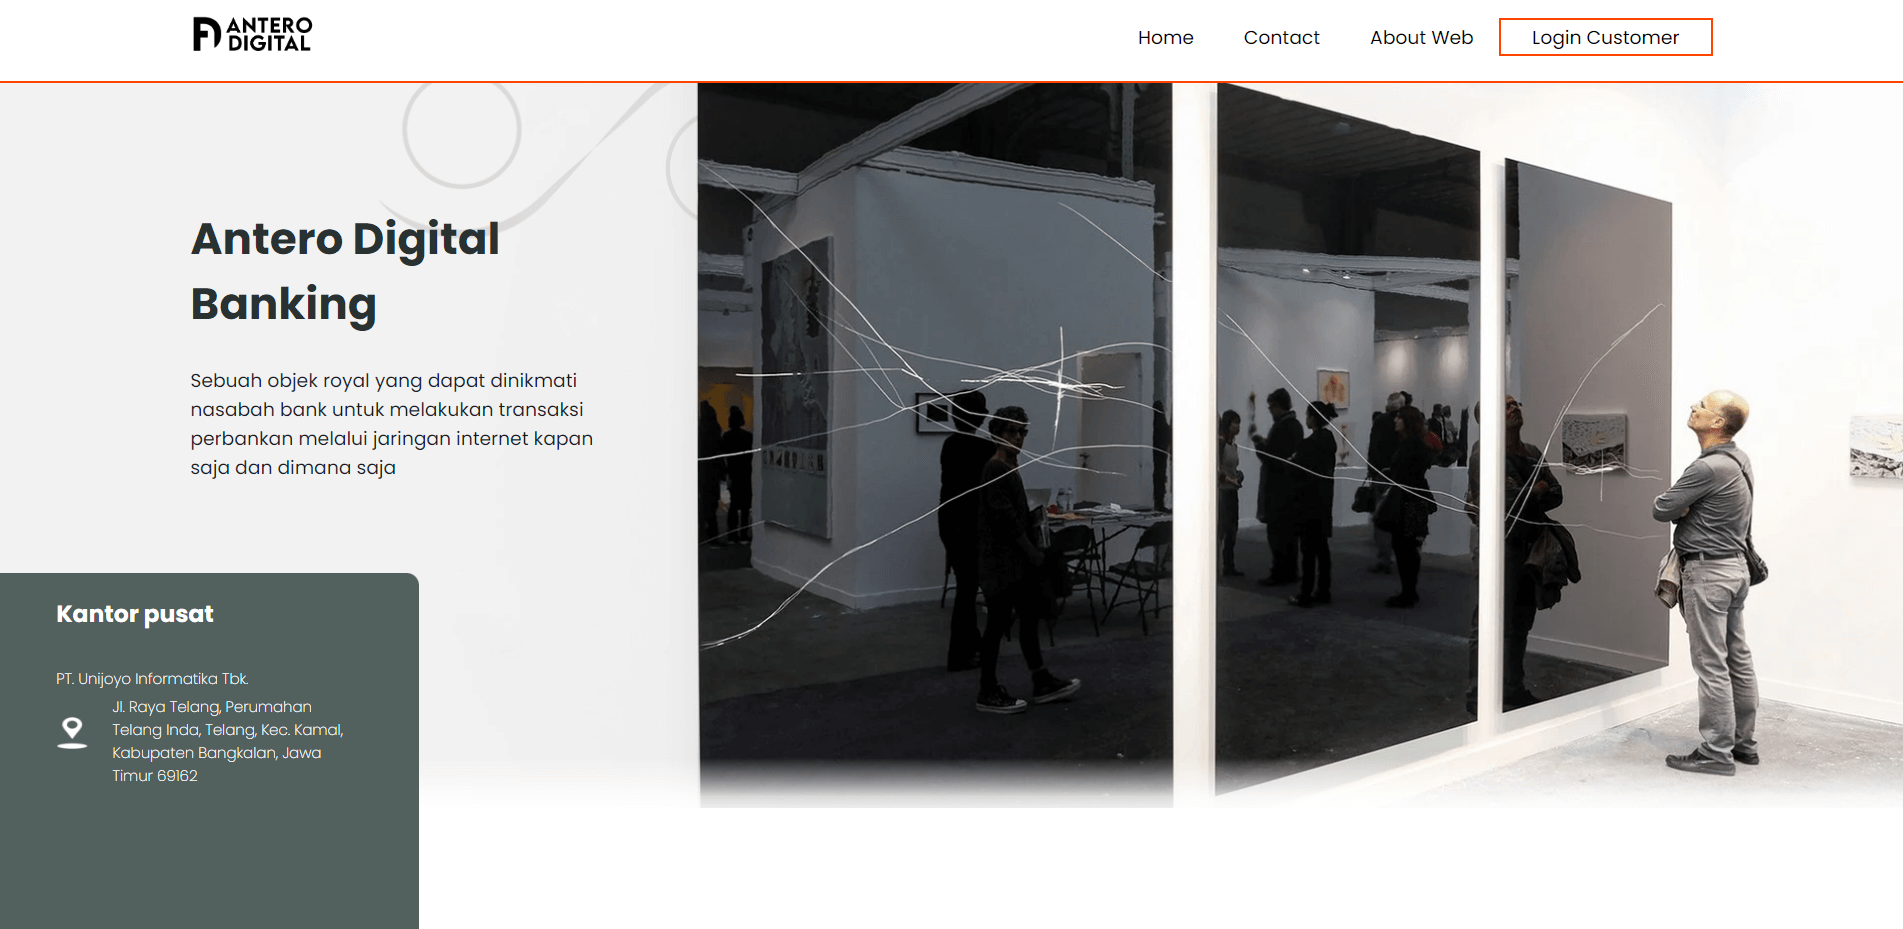 ANTERO
DIGITAL
Home
Contact
About Web
Login Customer
Antero Digital
Banking
Sebuah objek royal yang dapat dinikmati
nasabah bank untuk melakukan transaksi
perbankan melalui jaringan internet kapan
saja dan dimana saja
Kantor pusat
PT. Unijoyo Informatika Tbk.
Jl. Raya Telang, Perumahan
Telang Inda, Telang, Kec. Kamal,
Kabupaten Bangkalan, Jawa
Timur 69162